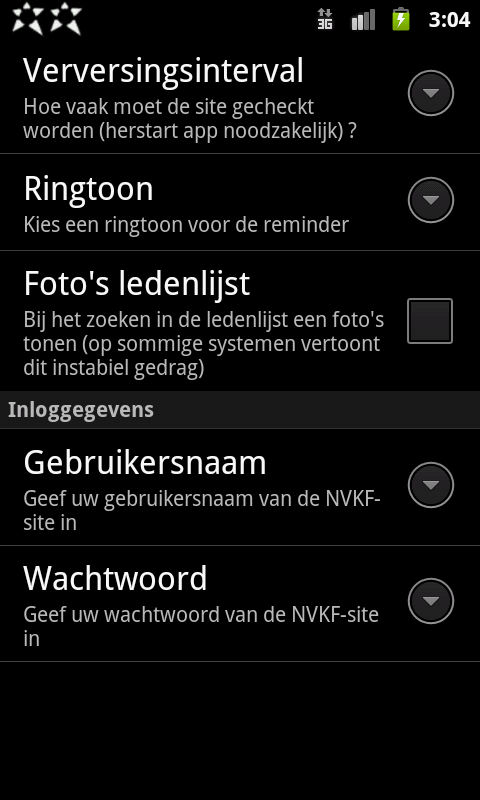 3G 3:04
Verversingsinterval
Hoe vaak moet de site gecheckt
worden (herstart app noodzakelijk) ?
Ringtoon
Kies een ringtoon voor de reminder
Foto's ledenlijst
Bij het zoeken in de ledenlijst een foto's
tonen (op sommige systemen vertoont
dit instabiel gedrag)
Inloggegevens
Gebruikersnaam
Geef uw gebruikersnaam van de NVKF-
site in
Wachtwoord
Geef uw wachtwoord van de NVKF-site
in